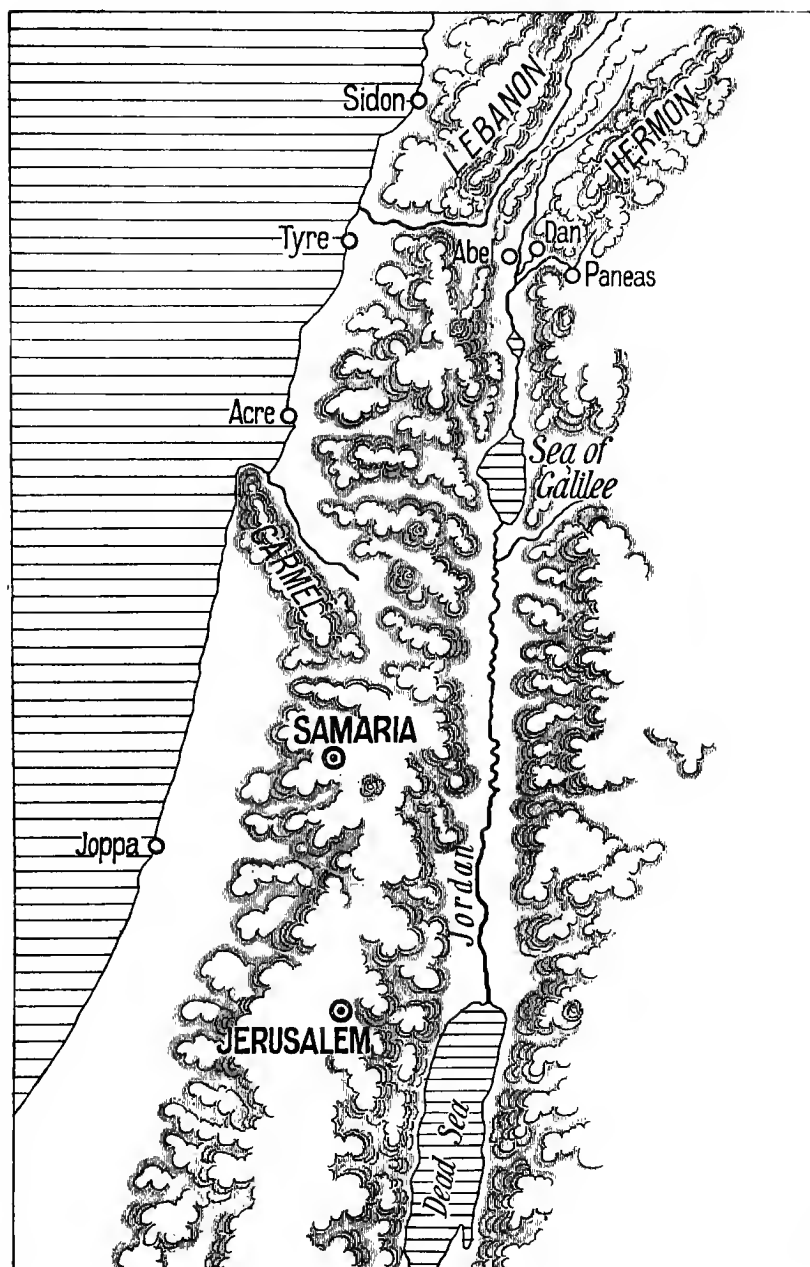 Sidon
LEBANON
HERMON
Tyre
Abel
Dan
Paneas
Acre
Sea of
Galilee
CARMEL
SAMARIA
Joppa
Jordan
JERUSALEM
Dead Sea